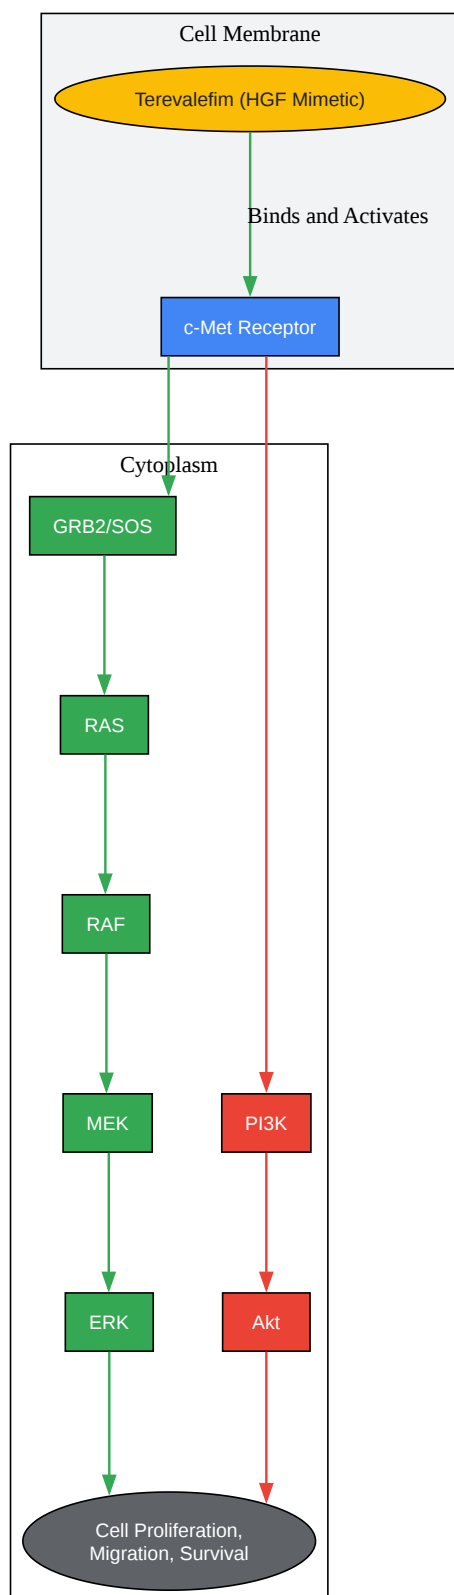 Cell Membrane
Terevalefim (HGF Mimetic)
Binds and Activates
c-Met Receptor
Cytoplasm
GRB2/SOS
RAS
RAF
MEK
PI3K
ERK
Akt
Cell Proliferation,
Migration, Survival